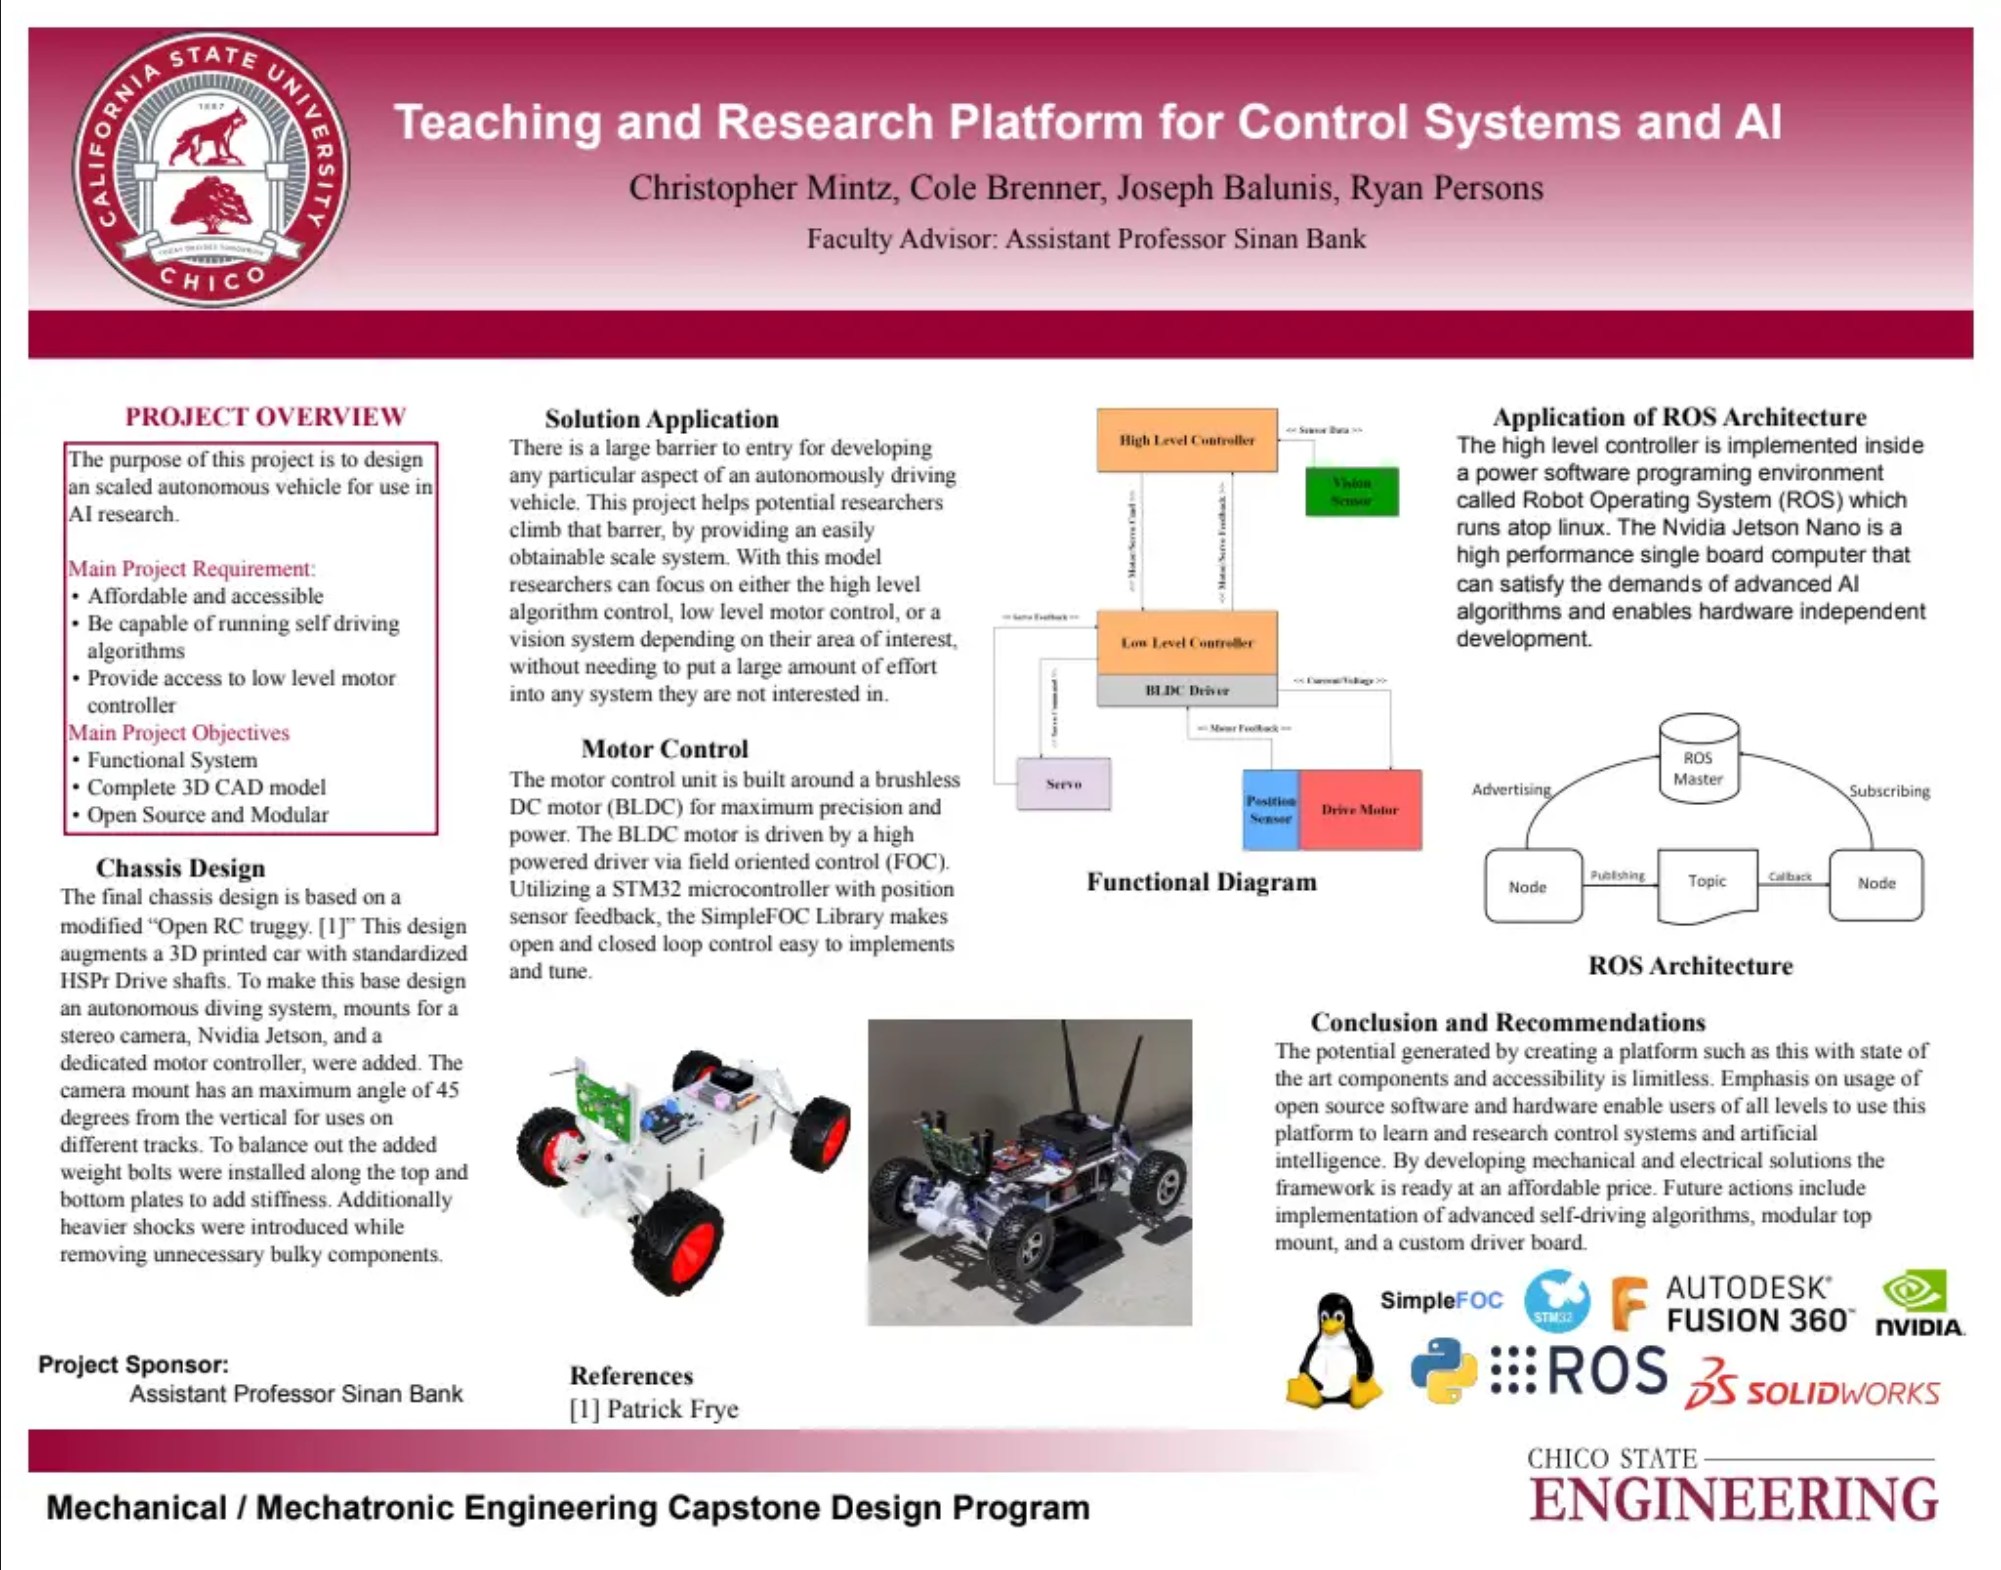 CALIFORNIA STATE UNIVERSITY
1887
TODAY DECIDES TOMORROW
CHICO
Teaching and Research Platform for Control Systems and AI
Christopher Mintz, Cole Brenner, Joseph Balunis, Ryan Persons
Faculty Advisor: Assistant Professor Sinan Bank
PROJECT OVERVIEW
The purpose of this project is to design
an scaled autonomous vehicle for use in
AI research.
Main Project Requirement:
• Affordable and accessible
• Be capable of running self driving
algorithms
• Provide access to low level motor
controller
Main Project Objectives
• Functional System
• Complete 3D CAD model
• Open Source and Modular
Chassis Design
The final chassis design is based on a
modified “Open RC truggy. [1]” This design
augments a 3D printed car with standardized
HSPr Drive shafts. To make this base design
an autonomous diving system, mounts for a
stereo camera, Nvidia Jetson, and a
dedicated motor controller, were added. The
camera mount has an maximum angle of 45
degrees from the vertical for uses on
different tracks. To balance out the added
weight bolts were installed along the top and
bottom plates to add stiffness. Additionally
heavier shocks were introduced while
removing unnecessary bulky components.
Project Sponsor:
Assistant Professor Sinan Bank
Solution Application
There is a large barrier to entry for developing
any particular aspect of an autonomously driving
vehicle. This project helps potential researchers
climb that barrer, by providing an easily
obtainable scale system. With this model
researchers can focus on either the high level
algorithm control, low level motor control, or a
vision system depending on their area of interest,
without needing to put a large amount of effort
into any system they are not interested in.
Motor Control
The motor control unit is built around a brushless
DC motor (BLDC) for maximum precision and
power. The BLDC motor is driven by a high
powered driver via field oriented control (FOC).
Utilizing a STM32 microcontroller with position
sensor feedback, the SimpleFOC Library makes
open and closed loop control easy to implements
and tune.
References
[1] Patrick Frye
High Level Controller
<< Sensor Data >>
Vision
Sensor
<< Motor/Servo Cmd >>
<< Motor/Servo Feedback >>
<< Servo Feedback >>
Low Level Controller
BLDC Driver
<< Current/Voltage >>
<< Servo Command >>
<< Motor Feedback >>
Servo
Position
Sensor
Drive Motor
Functional Diagram
Application of ROS Architecture
The high level controller is implemented inside
a power software programing environment
called Robot Operating System (ROS) which
runs atop linux. The Nvidia Jetson Nano is a
high performance single board computer that
can satisfy the demands of advanced AI
algorithms and enables hardware independent
development.
ROS
Master
Advertising
Subscribing
Node
Publishing
Topic
Callback
Node
ROS Architecture
Conclusion and Recommendations
The potential generated by creating a platform such as this with state of
the art components and accessibility is limitless. Emphasis on usage of
open source software and hardware enable users of all levels to use this
platform to learn and research control systems and artificial
intelligence. By developing mechanical and electrical solutions the
framework is ready at an affordable price. Future actions include
implementation of advanced self-driving algorithms, modular top
mount, and a custom driver board.
SimpleFOC
STM32
AUTODESK®
FUSION 360™
NVIDIA.
ROS
SOLIDWORKS
Mechanical / Mechatronic Engineering Capstone Design Program
CHICO STATE
ENGINEERING